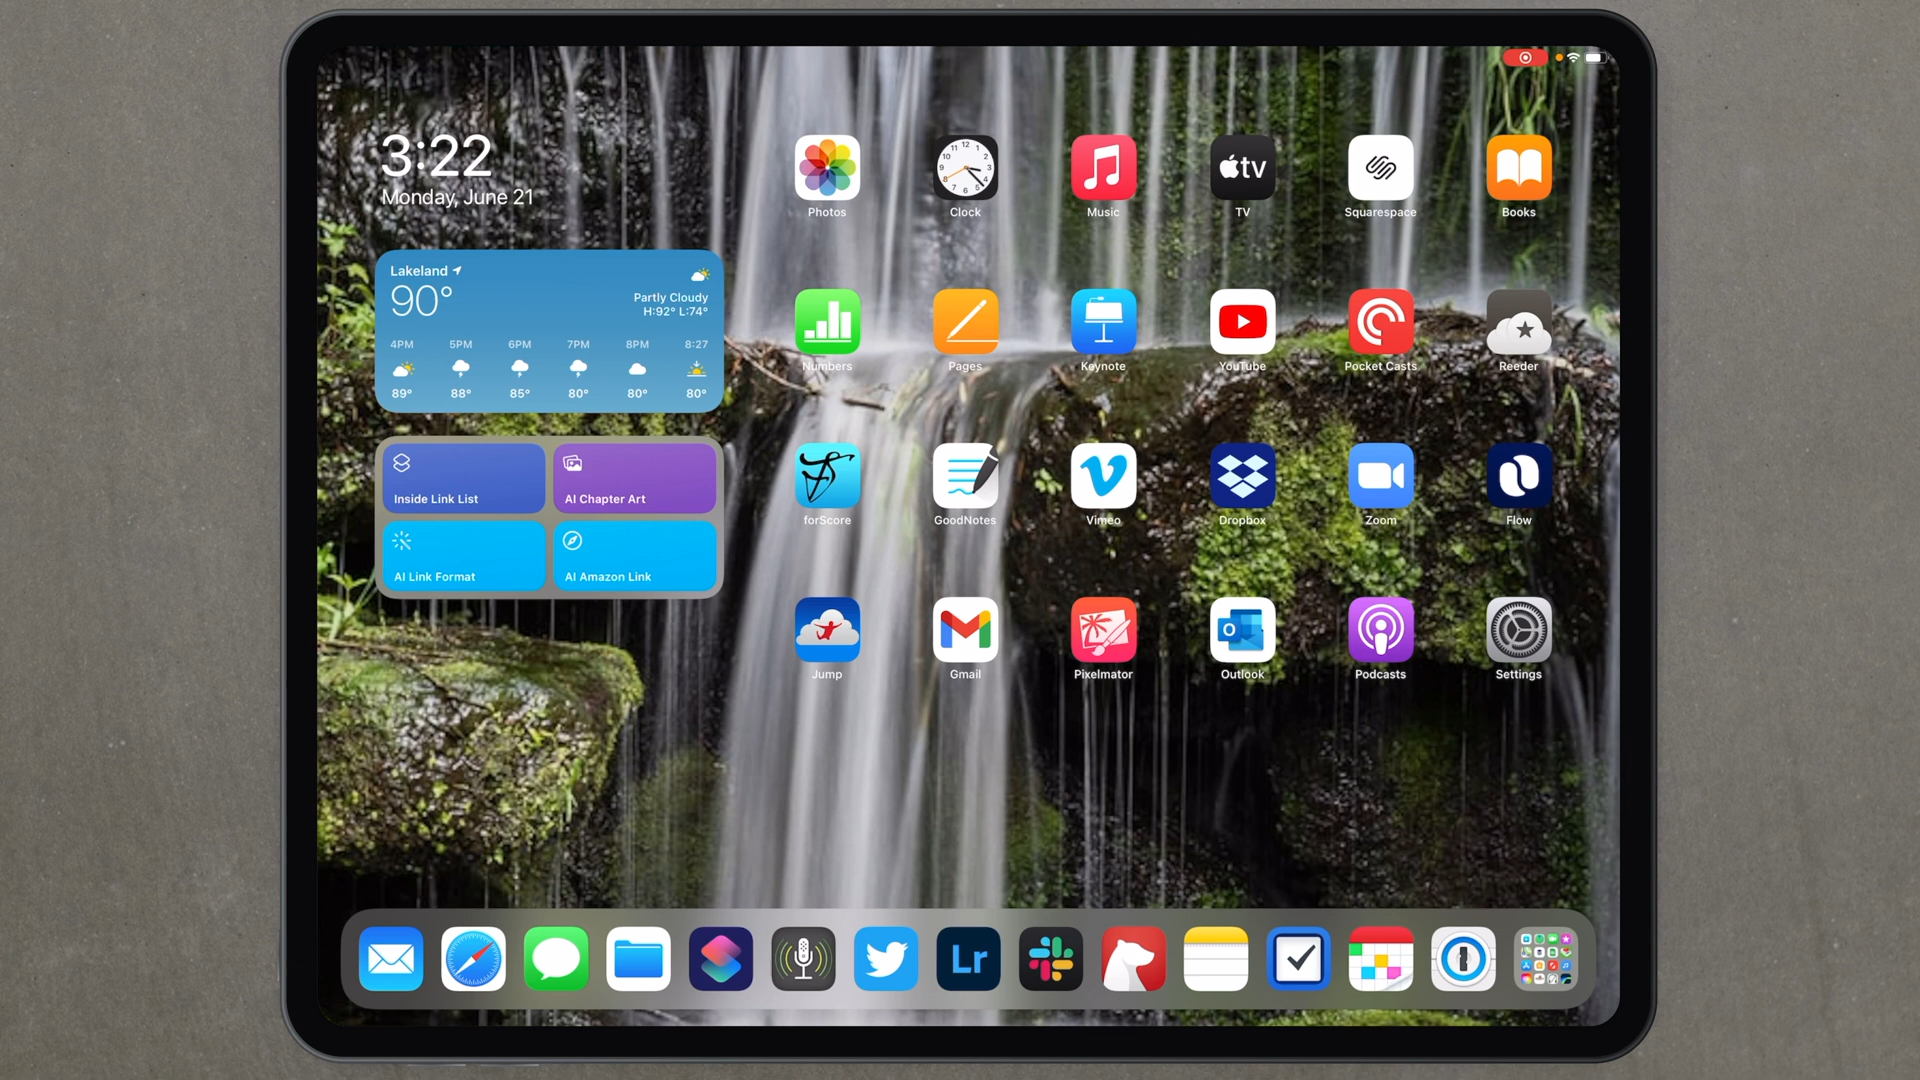 3:22
Monday, June 21
Lakeland
90°
Partly Cloudy
H:92° L:74°
4PM 5PM 6PM 7PM 8PM 8:27
89° 88° 85° 80° 80° 80°
Inside Link List
AI Chapter Art
AI Link Format
AI Amazon Link
Photos Clock Music TV Squarespace Books
tv
Numbers Pages Keynote YouTube Pocket Casts Reeder
forScore GoodNotes Vimeo Dropbox Zoom Flow
Jump Gmail Pixelmator Outlook Podcasts Settings
Lr